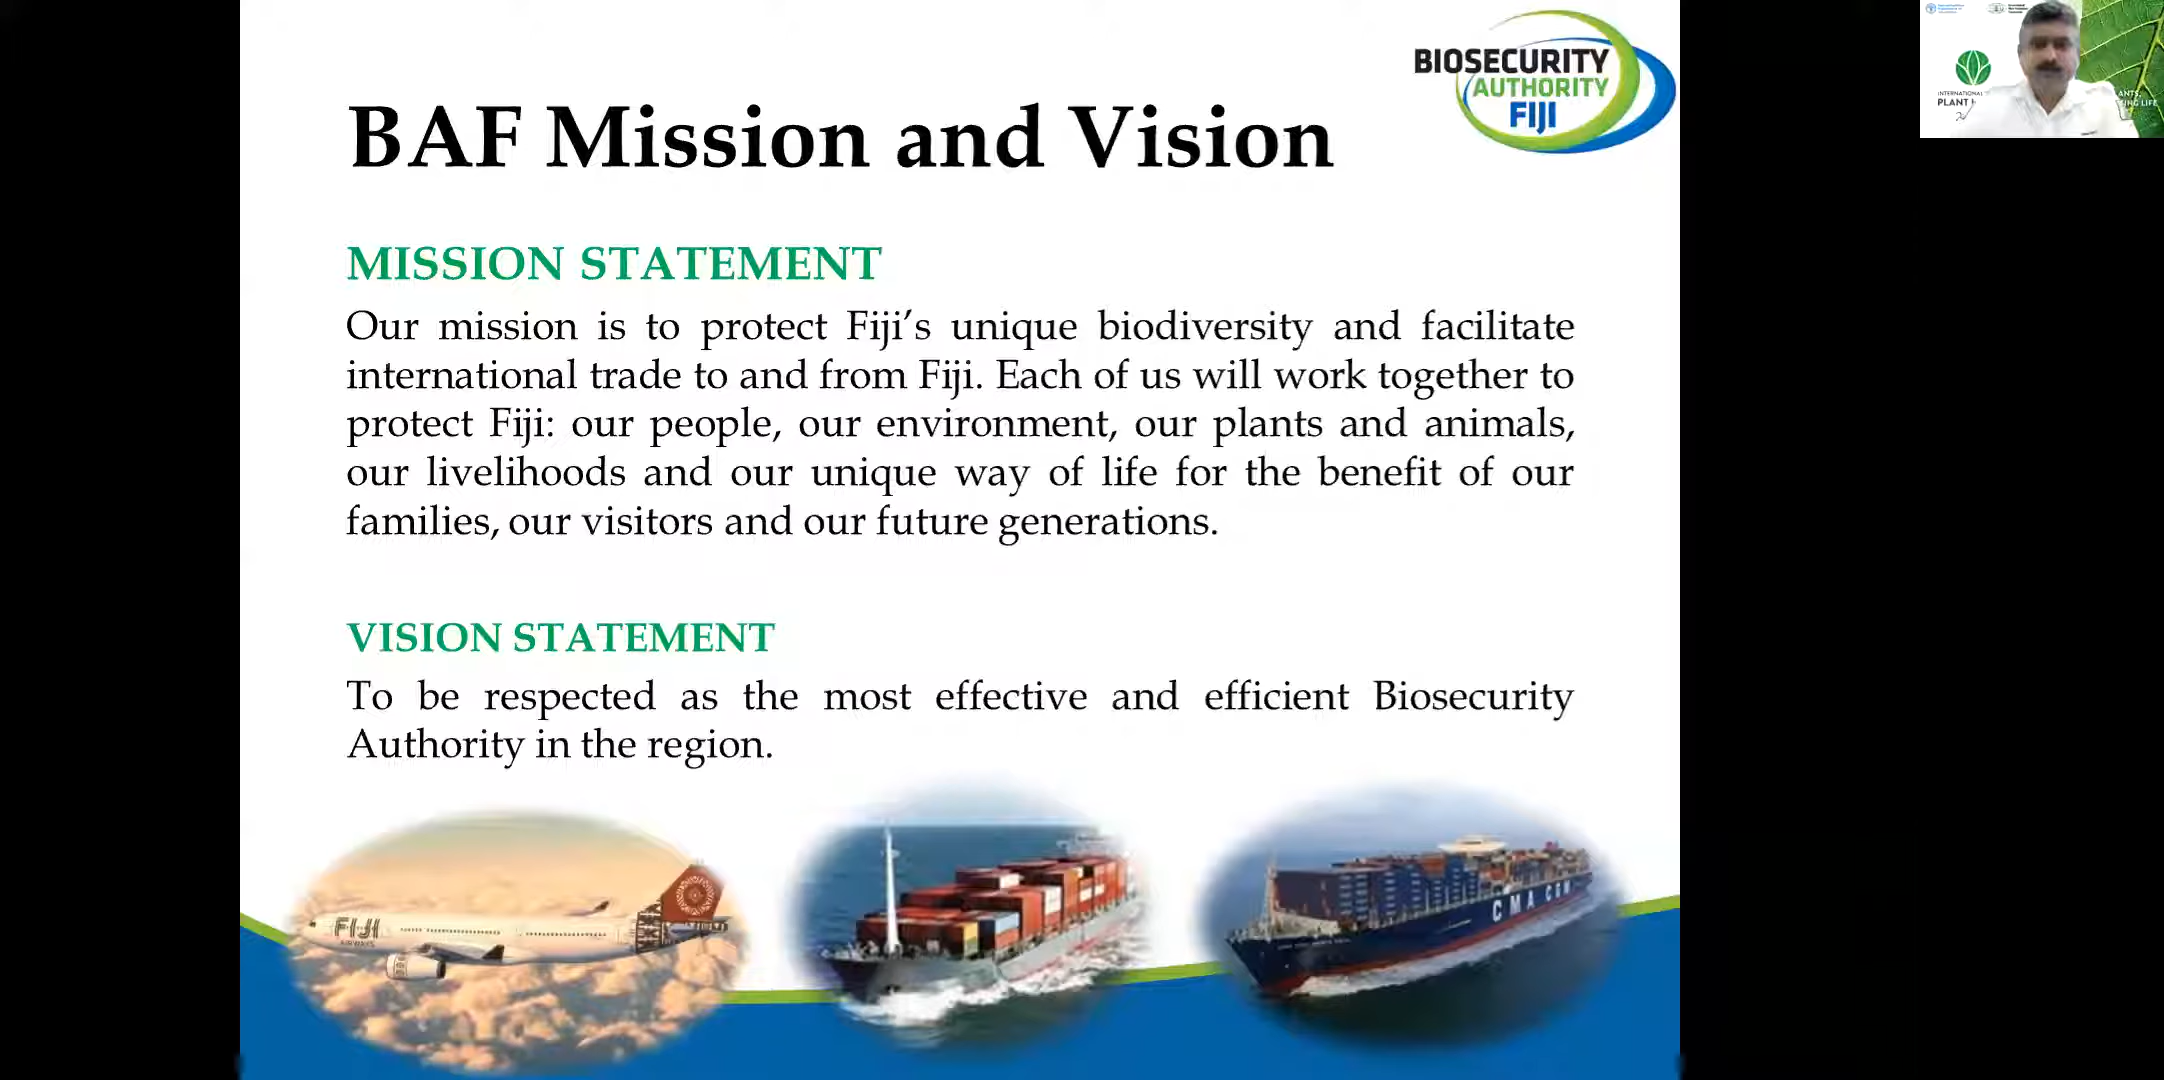 BAF Mission and Vision
BIOSECURITY
AUTHORITY
FIJI
MISSION STATEMENT
Our mission is to protect Fiji’s unique biodiversity and facilitate
international trade to and from Fiji. Each of us will work together to
protect Fiji: our people, our environment, our plants and animals,
our livelihoods and our unique way of life for the benefit of our
families, our visitors and our future generations.
VISION STATEMENT
To be respected as the most effective and efficient Biosecurity
Authority in the region.
FIJI
AIRWAYS
CMA CGM
INTERNATIONAL
PLANT